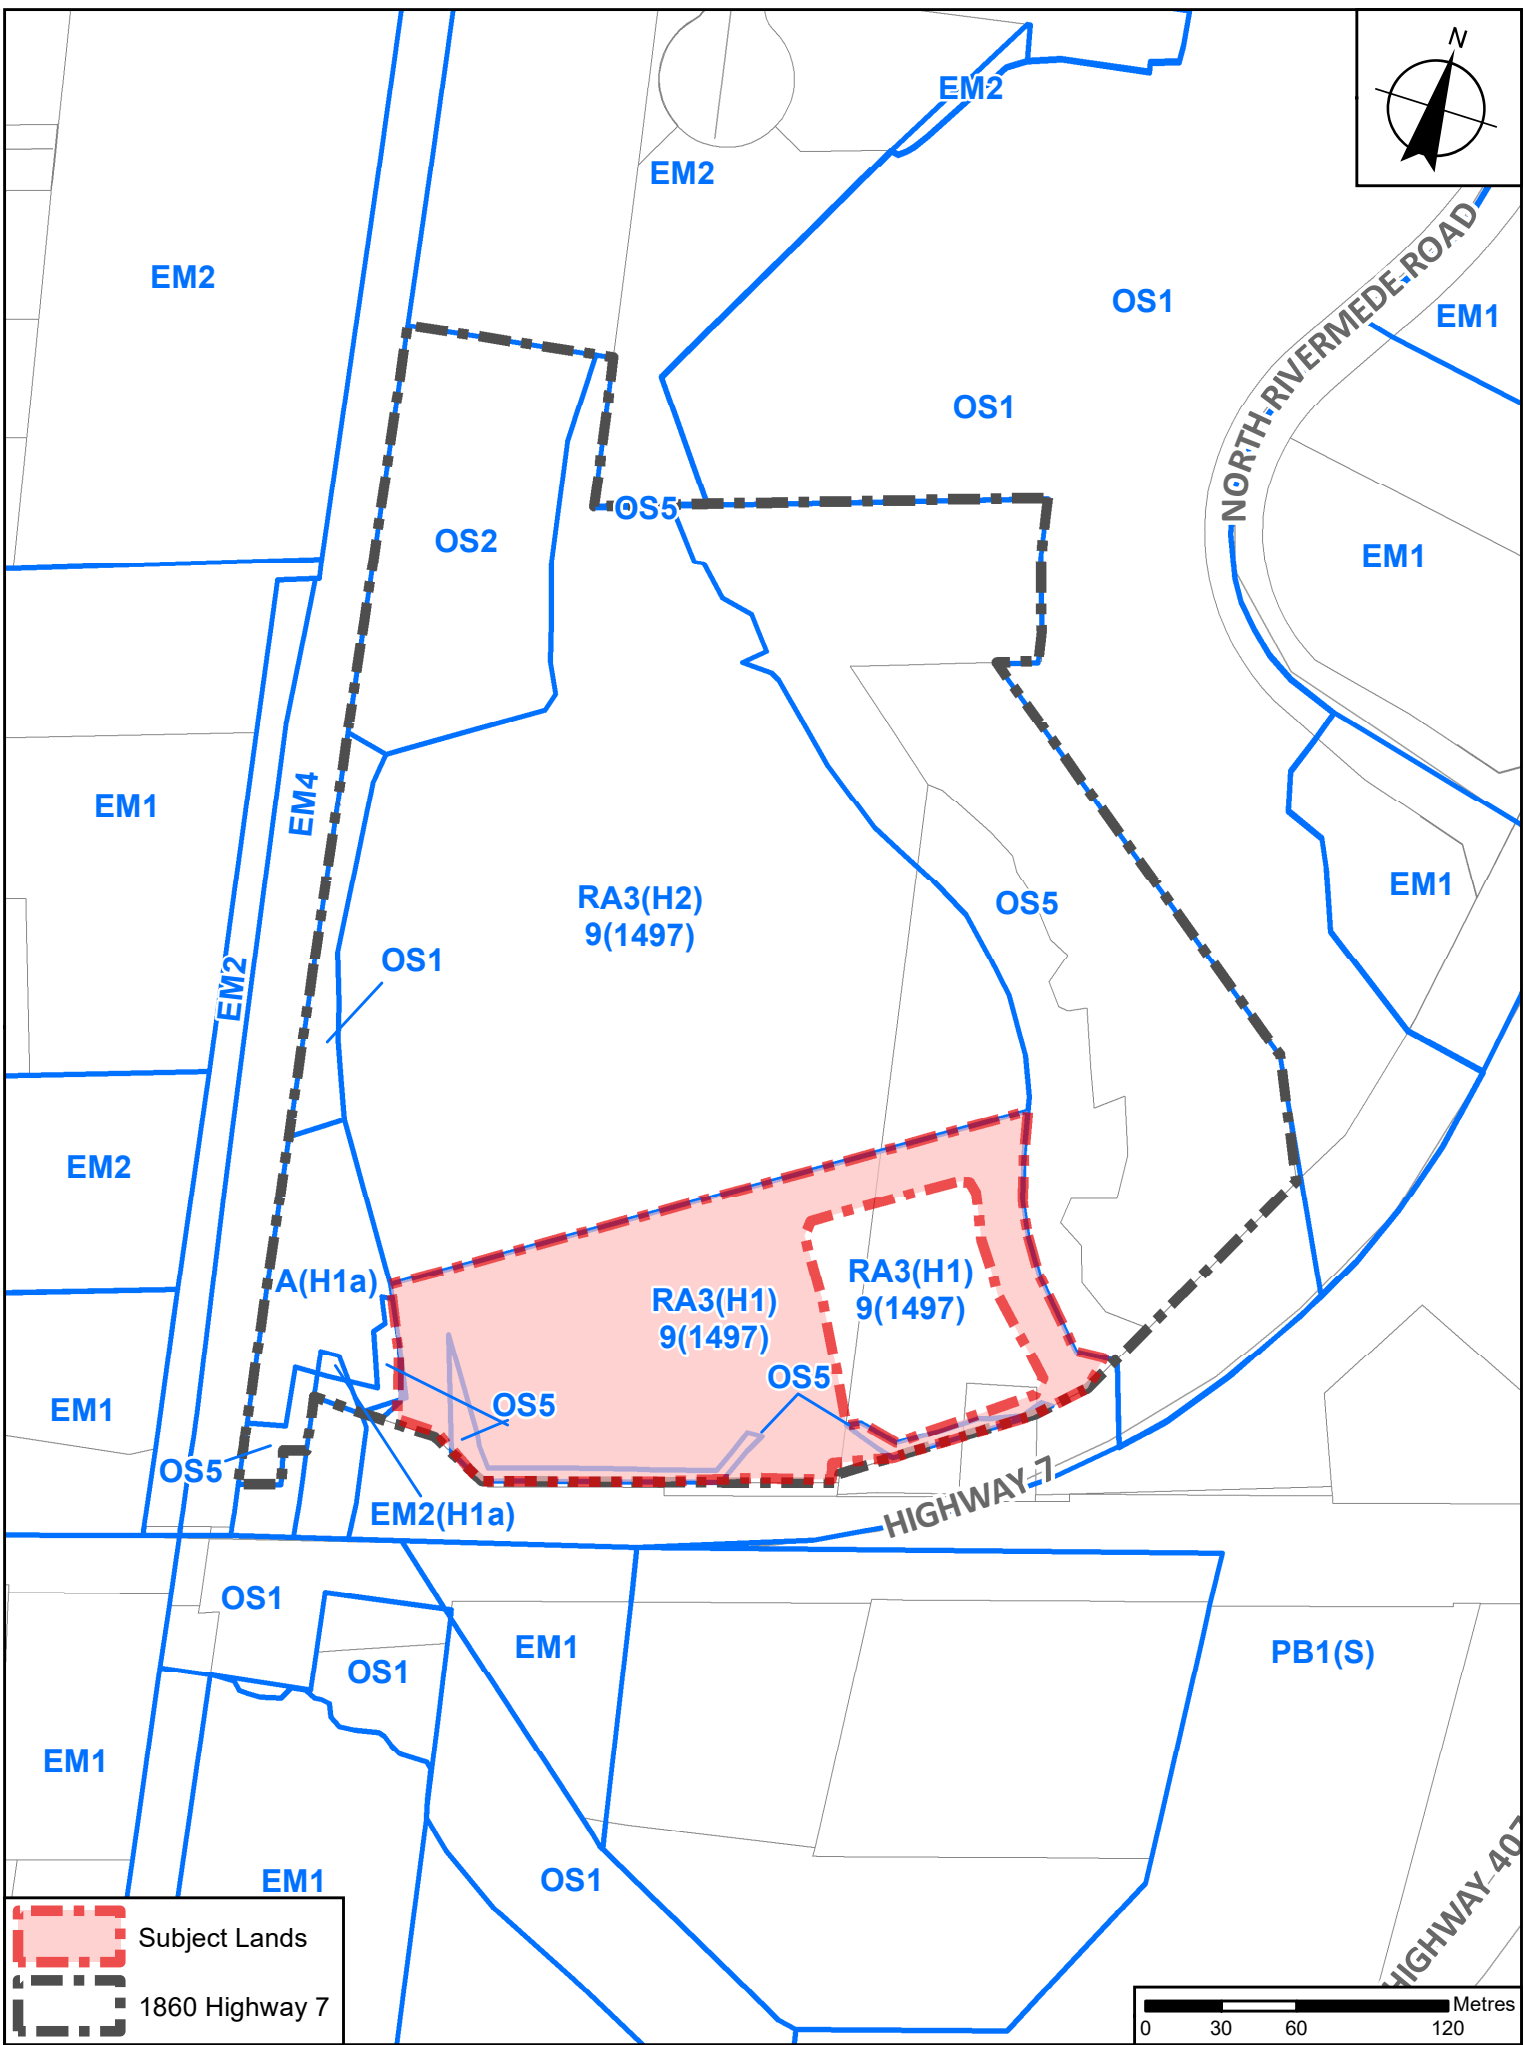 N
EM2
EM2
EM2
OS1
EM1
NORTH RIVERMEDE ROAD
OS1
OS5
OS2
EM1
EM4
EM1
RA3(H2)
9(1497)
EM1
OS5
OS1
EM2
EM2
A(H1a)
RA3(H1)
9(1497)
RA3(H1)
9(1497)
OS5
OS5
EM1
OS5
EM2(H1a)
HIGHWAY 7
OS1
EM1
PB1(S)
OS1
EM1
EM1
OS1
HIGHWAY 407
Subject Lands
1860 Highway 7
Metres
0 30 60 120